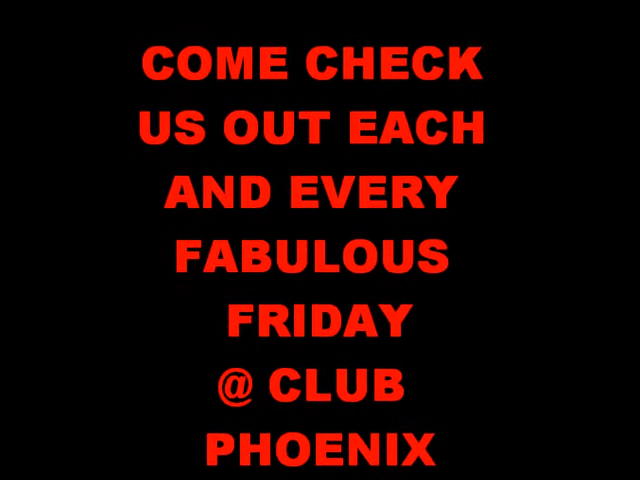 COME CHECK
US OUT EACH
AND EVERY
FABULOUS
FRIDAY
@ CLUB
PHOENIX